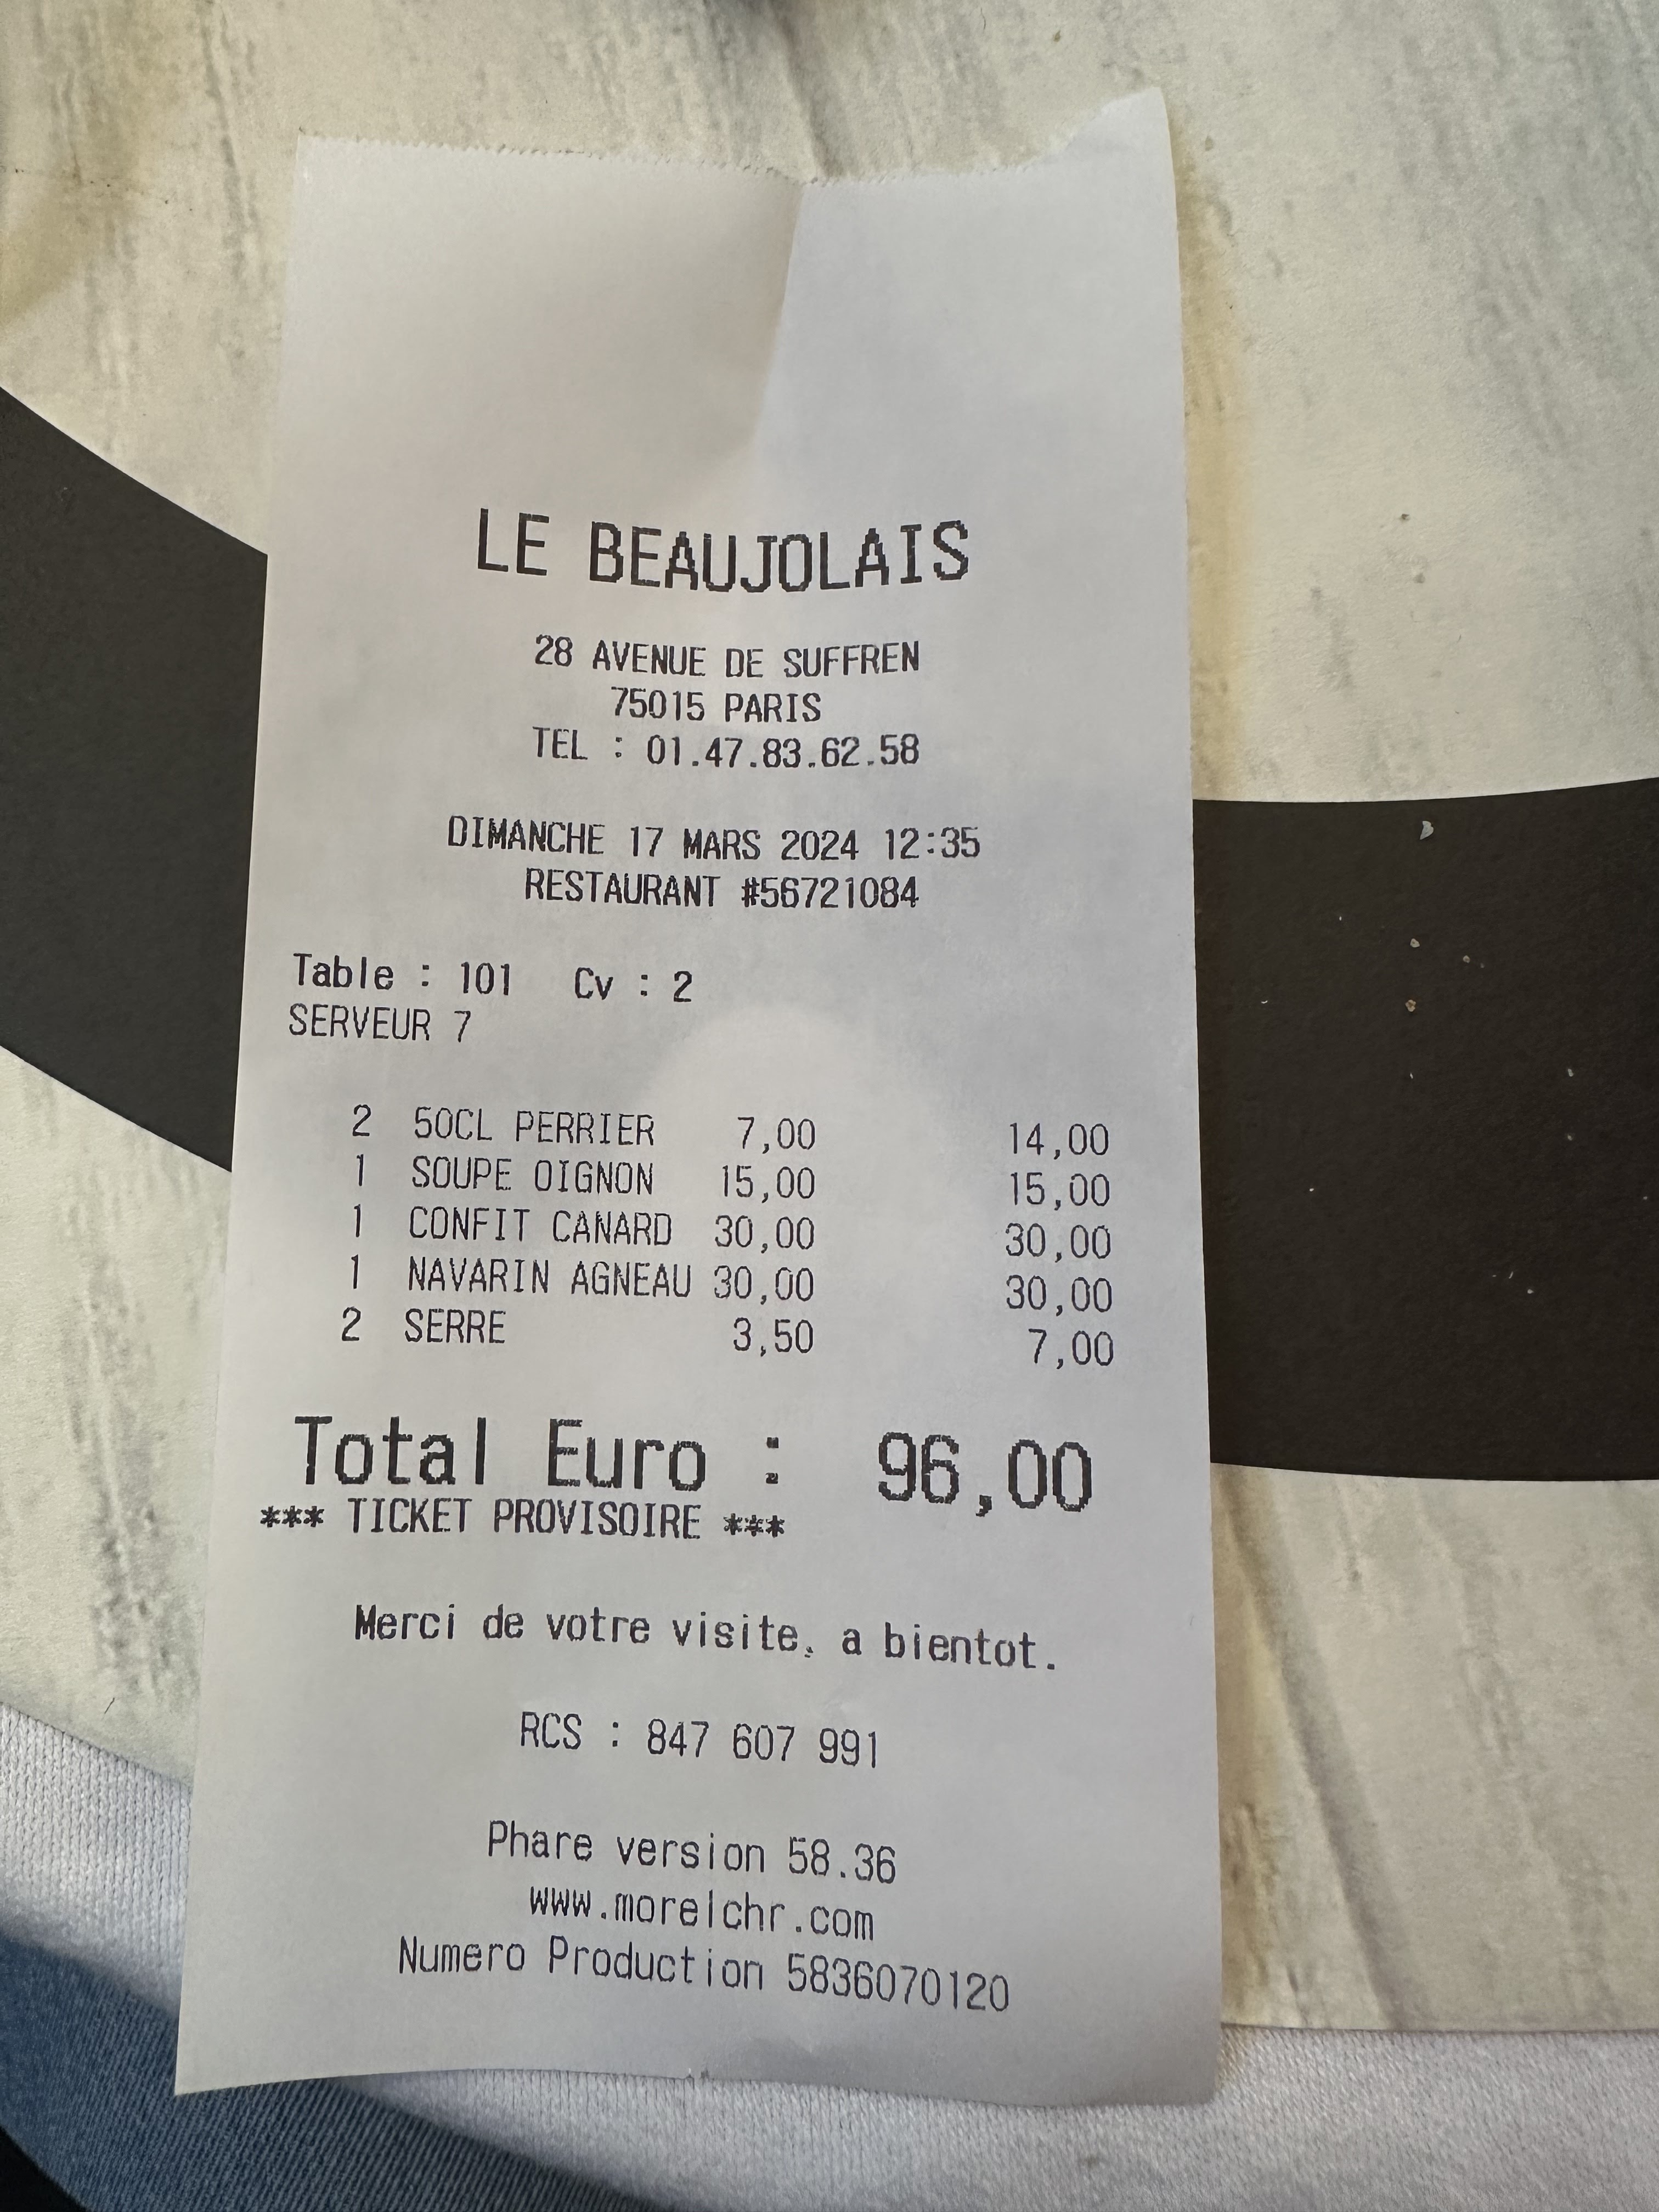 LE BEAUJOLAIS
28 AVENUE DE SUFFREN
75015 PARIS
TEL : 01.47.83.62.58
DIMANCHE 17 MARS 2024 12:35
RESTAURANT #56721084
Table : 101 Cv : 2
SERVEUR 7
2 50CL PERRIER 7,00 14,00
1 SOUPE OIGNON 15,00 15,00
1 CONFIT CANARD 30,00 30,00
1 NAVARIN AGNEAU 30,00 30,00
2 SERRE 3,50 7,00
Total Euro : 96,00
*** TICKET PROVISOIRE ***
Merci de votre visite, a bientot.
RCS : 847 607 991
Phare version 58.36
www.morelchr.com
Numero Production 5836070120